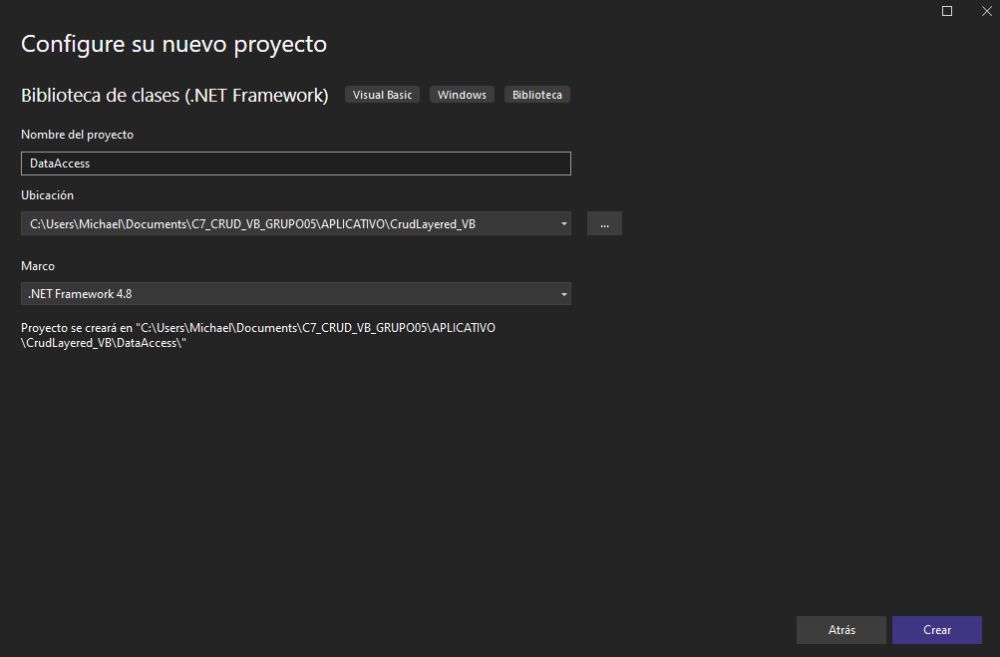 Configure su nuevo proyecto
Biblioteca de clases (.NET Framework) Visual Basic Windows Biblioteca
Nombre del proyecto
DataAccess
Ubicación
C:\Users\Michael\Documents\C7_CRUD_VB_GRUPO05\APLICATIVO\CrudLayered_VB ...
Marco
.NET Framework 4.8
Proyecto se creará en "C:\Users\Michael\Documents\C7_CRUD_VB_GRUPO05\APLICATIVO
\CrudLayered_VB\DataAccess\"
Atrás Crear